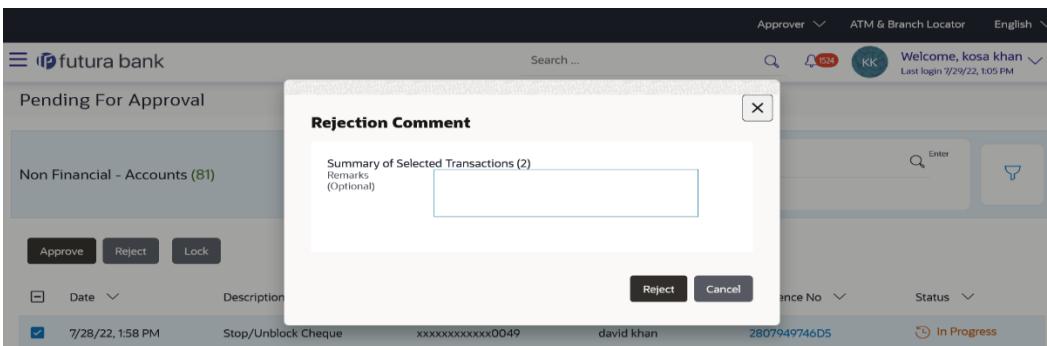 Approver ATM & Branch Locator English
futura bank Search ... 1524 KK Welcome, kosa khan
Last login 7/29/22, 1:05 PM
Pending For Approval
Rejection Comment
Summary of Selected Transactions (2)
Remarks
(Optional)
Enter
Non Financial - Accounts (81)
Approve Reject Lock
Reject Cancel
Date Description ence No Status
7/28/22, 1:58 PM Stop/Unblock Cheque xxxxxxxxxxxx0049 david khan 2807949746D5 In Progress